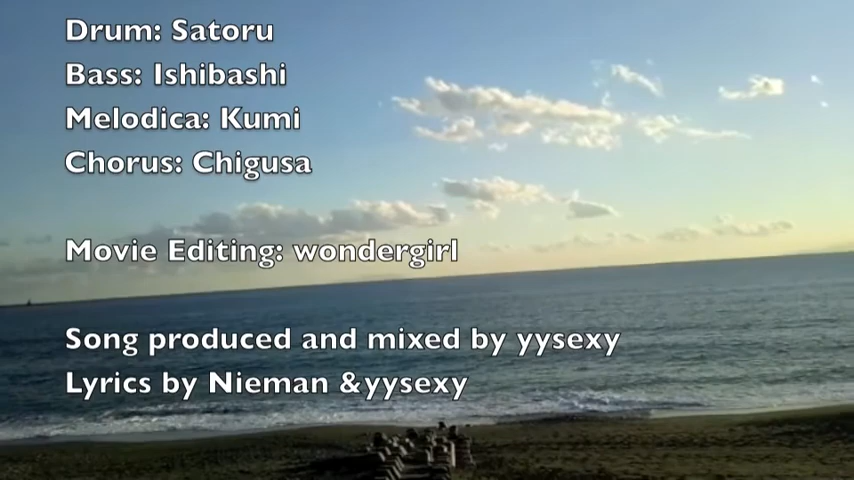 Drum: Satoru
Bass: Ishibashi
Melodica: Kumi
Chorus: Chigusa
Movie Editing: wondergirl
Song produced and mixed by yysexy
Lyrics by Nieman &yysexy